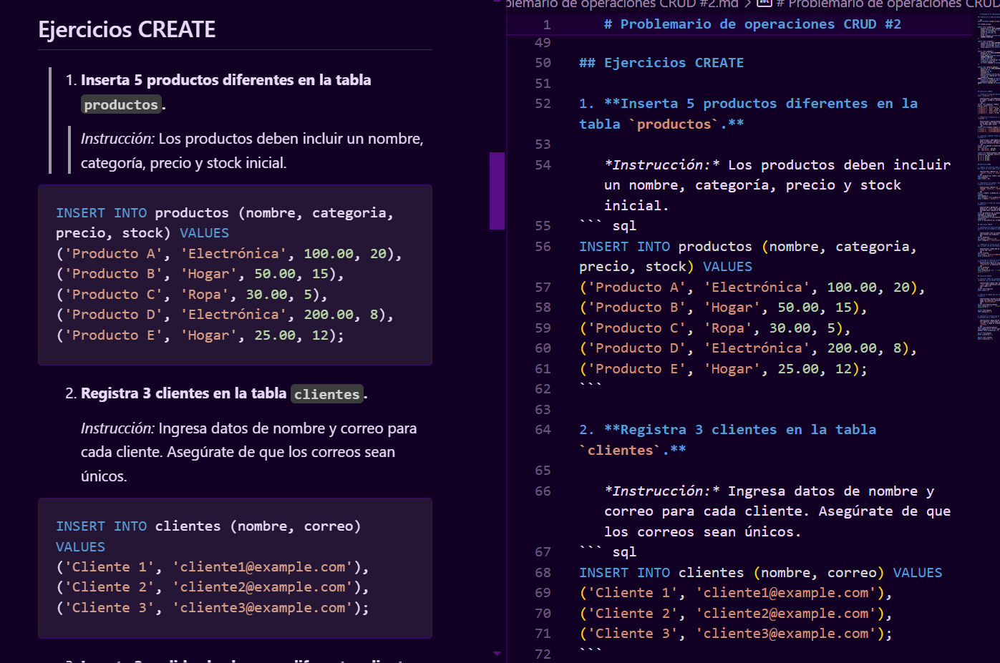 Ejercicios CREATE
1. Inserta 5 productos diferentes en la tabla
productos.
Instrucción: Los productos deben incluir un nombre,
categoría, precio y stock inicial.
INSERT INTO productos (nombre, categoria,
precio, stock) VALUES
('Producto A', 'Electrónica', 100.00, 20),
('Producto B', 'Hogar', 50.00, 15),
('Producto C', 'Ropa', 30.00, 5),
('Producto D', 'Electrónica', 200.00, 8),
('Producto E', 'Hogar', 25.00, 12);
2. Registra 3 clientes en la tabla clientes.
Instrucción: Ingresa datos de nombre y correo para
cada cliente. Asegúrate de que los correos sean
únicos.
INSERT INTO clientes (nombre, correo)
VALUES
('Cliente 1', 'cliente1@example.com'),
('Cliente 2', 'cliente2@example.com'),
('Cliente 3', 'cliente3@example.com');
blemario de operaciones CRUD #2.md > abc # Problemario de operaciones CRUD
1 # Problemario de operaciones CRUD #2
49
50 ## Ejercicios CREATE
51
52 1. **Inserta 5 productos diferentes en la
tabla `productos`.**
53
54 *Instrucción:* Los productos deben incluir
un nombre, categoría, precio y stock
inicial.
55 ``` sql
56 INSERT INTO productos (nombre, categoria,
precio, stock) VALUES
57 ('Producto A', 'Electrónica', 100.00, 20),
58 ('Producto B', 'Hogar', 50.00, 15),
59 ('Producto C', 'Ropa', 30.00, 5),
60 ('Producto D', 'Electrónica', 200.00, 8),
61 ('Producto E', 'Hogar', 25.00, 12);
62 ```
63
64 2. **Registra 3 clientes en la tabla
`clientes`.**
65
66 *Instrucción:* Ingresa datos de nombre y
correo para cada cliente. Asegúrate de que
los correos sean únicos.
67 ``` sql
68 INSERT INTO clientes (nombre, correo) VALUES
69 ('Cliente 1', 'cliente1@example.com'),
70 ('Cliente 2', 'cliente2@example.com'),
71 ('Cliente 3', 'cliente3@example.com');
72 ```